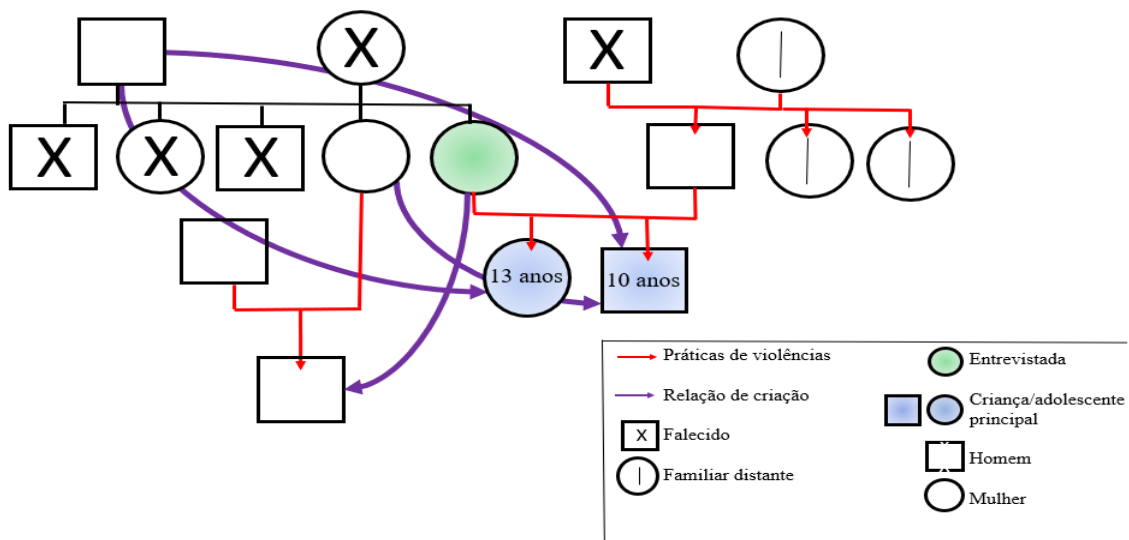 X
X
X
X
X
13 anos
10 anos
Práticas de violências
Entrevistada
Relação de criação
Criança/adolescente
principal
X
Falecido
Homem
Familiar distante
Mulher